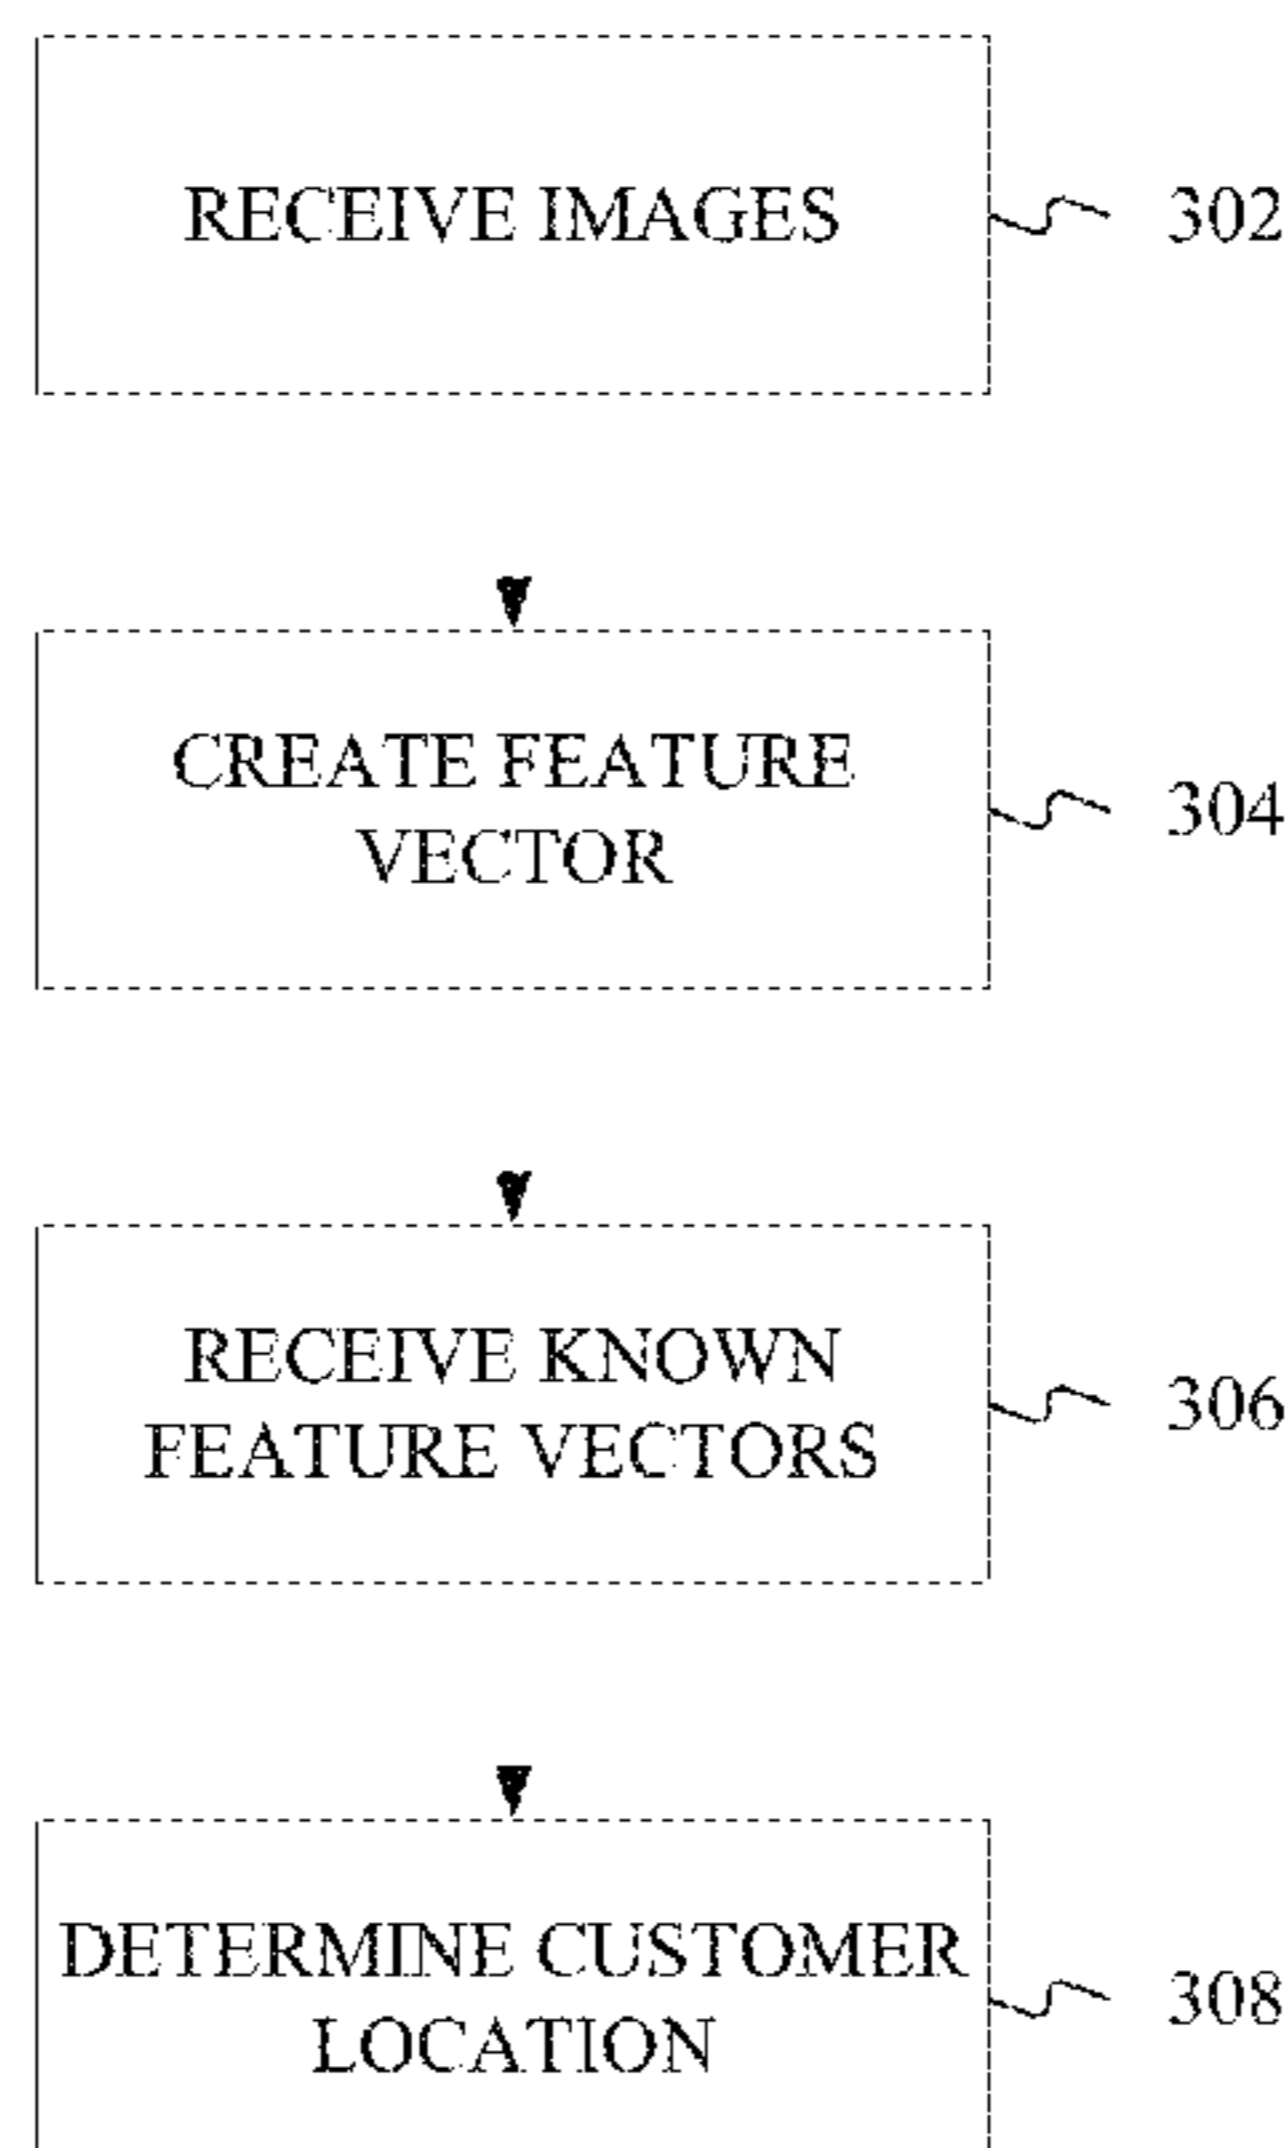 RECEIVE IMAGES
302
CREATE FEATURE
VECTOR
304
RECEIVE KNOWN
FEATURE VECTORS
306
DETERMINE CUSTOMER
LOCATION
308